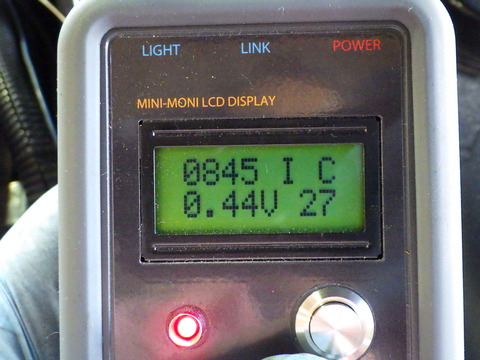 LIGHT LINK POWER
MINI-MONI LCD DISPLAY
0845 I C
0.44V 27